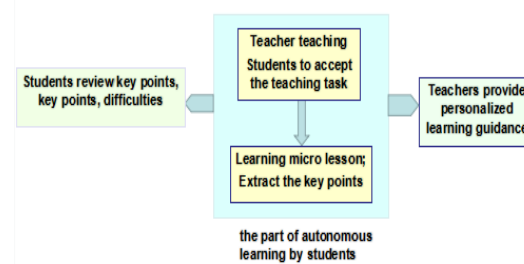 Teacher teaching
Students to accept
the teaching task
Students review key points,
key points, difficulties
Teachers provide
personalized
learning guidance
Learning micro lesson;
Extract the key points
the part of autonomous
learning by students